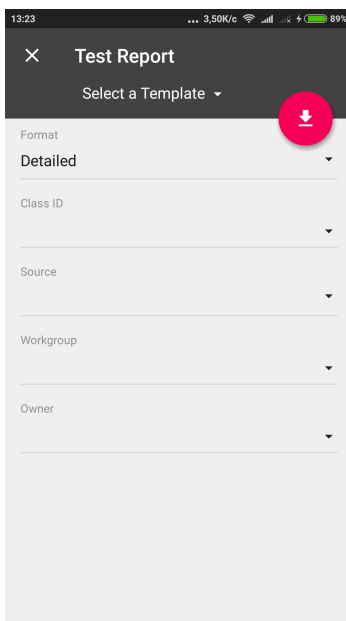 13:23
... 3,50K/c 89%
Test Report
Select a Template
Format
Detailed
Class ID
Source
Workgroup
Owner